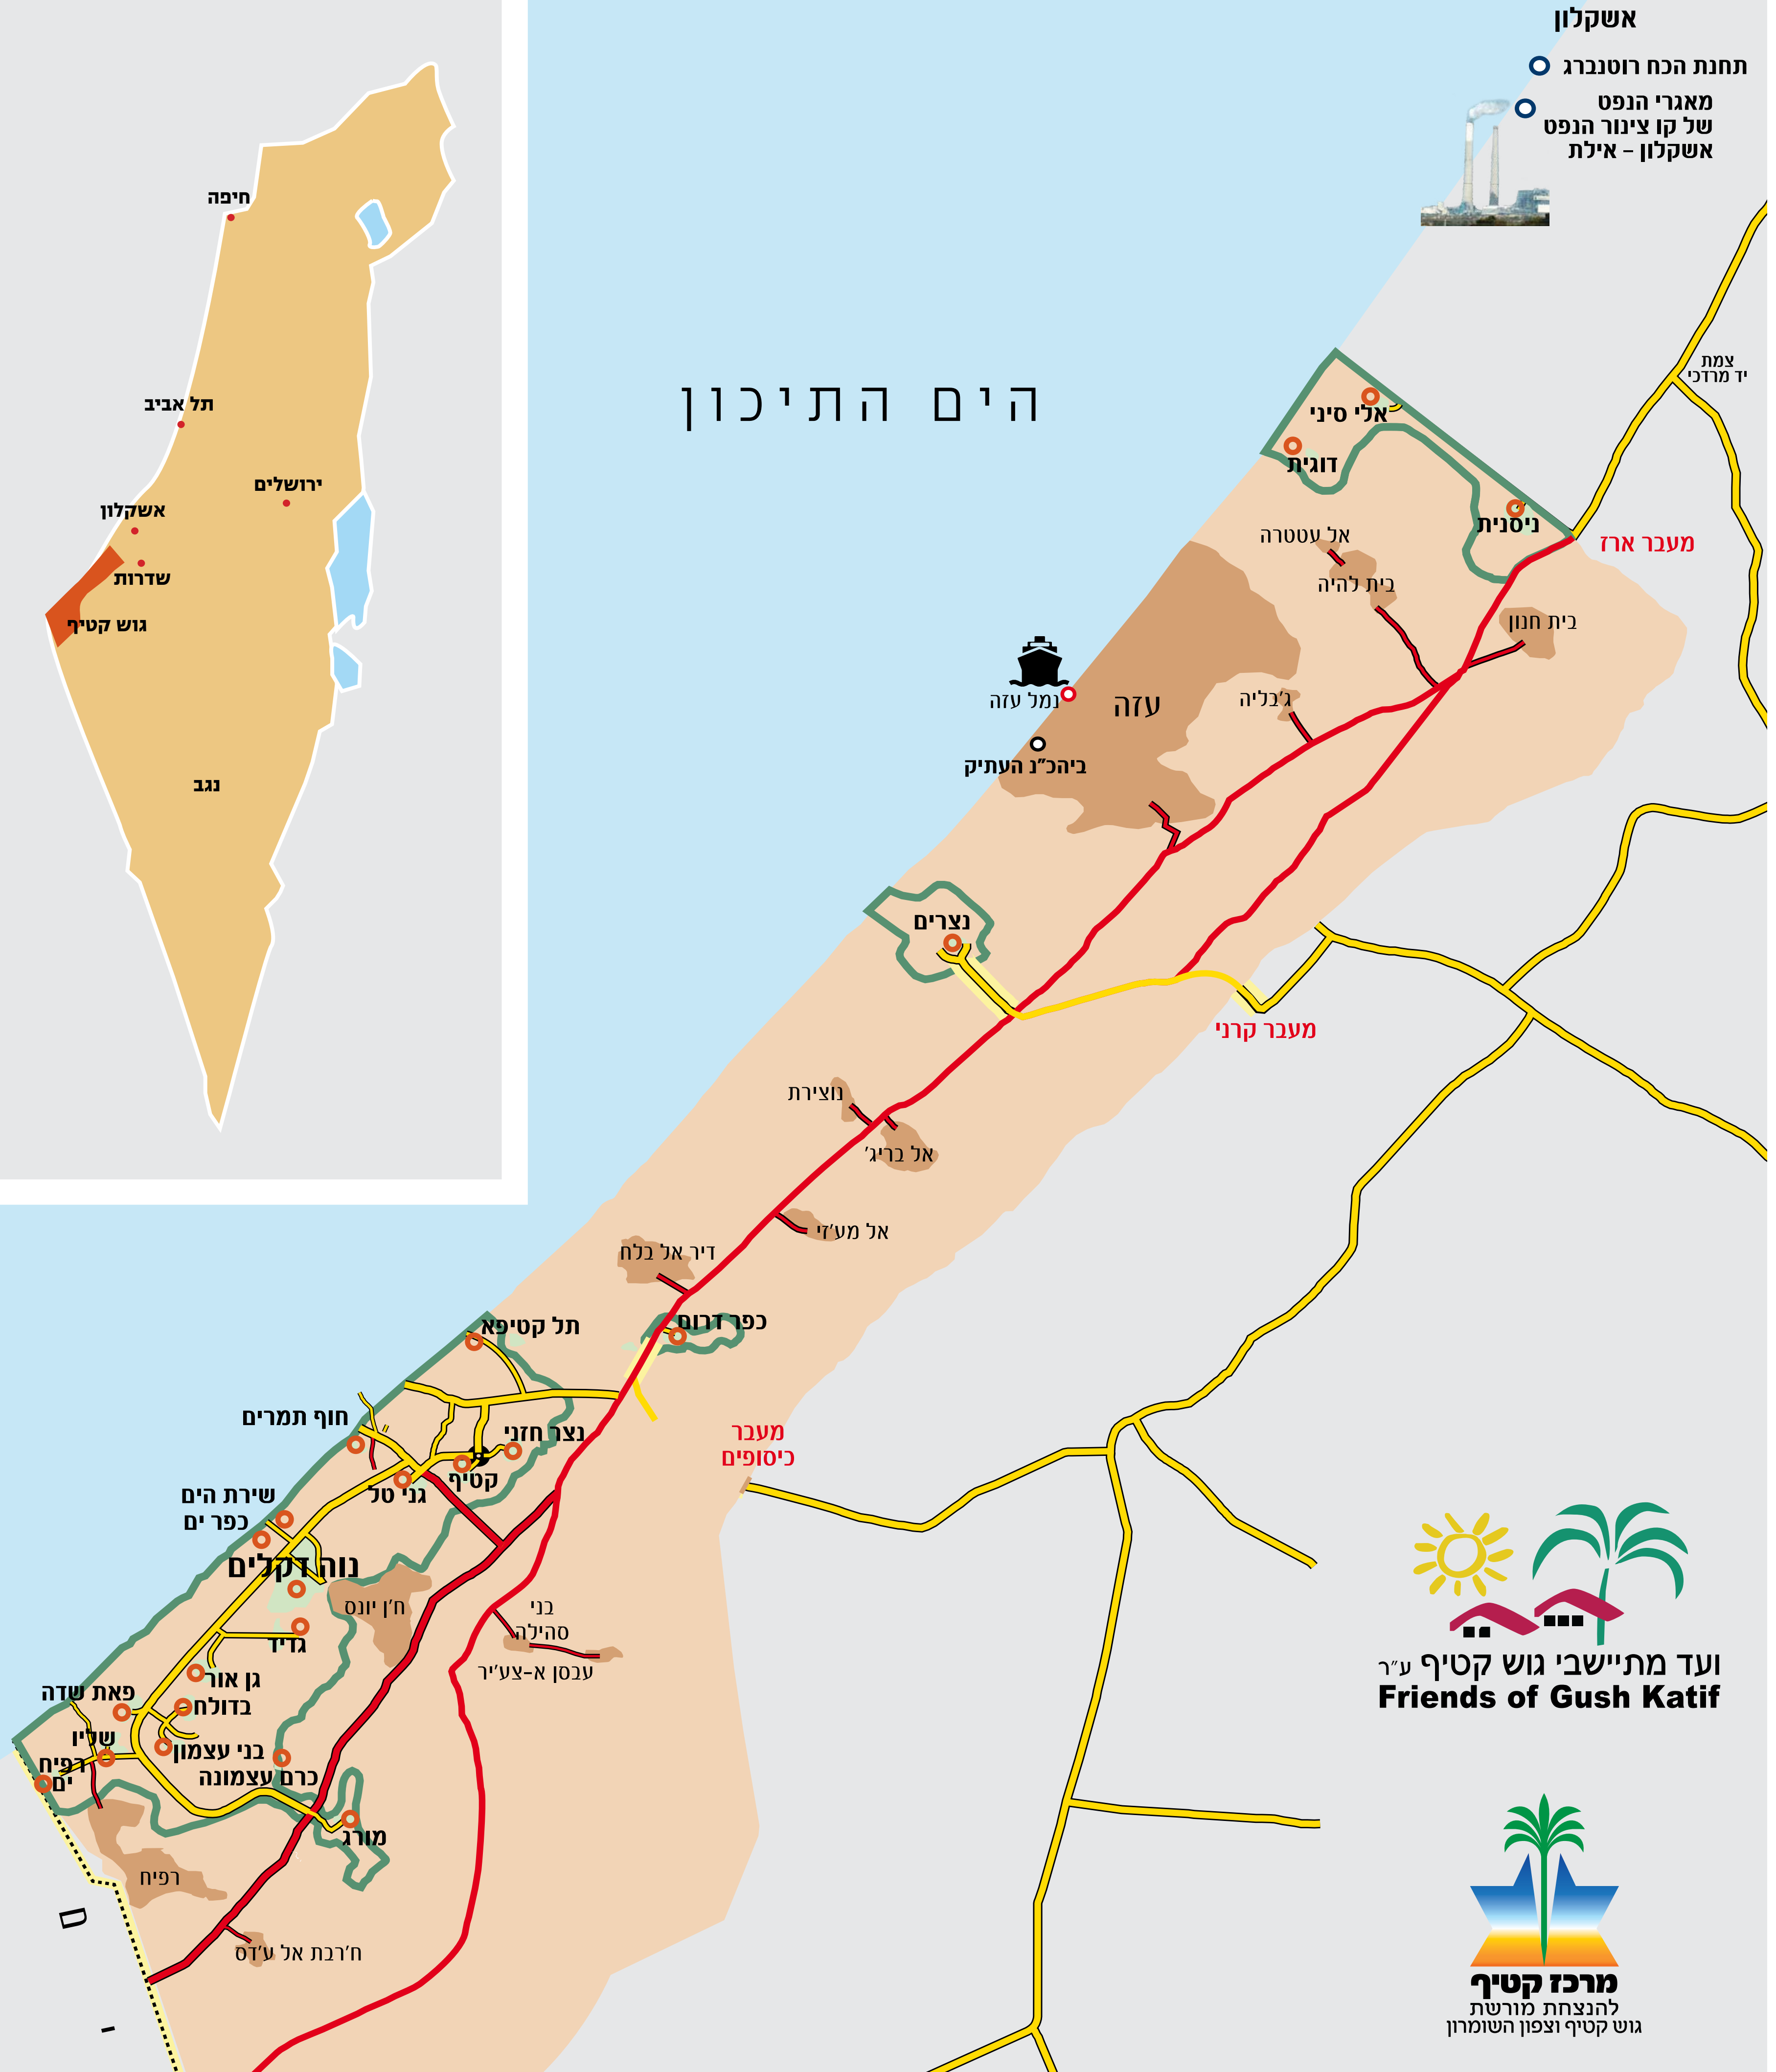 אשקלון
תחנת הכח רוטנברג
מאגרי הנפט
של קו צינור הנפט
אשקלון – אילת
צמת
יד מרדכי
הים התיכון
חיפה
תל אביב
ירושלים
אשקלון
שדרות
גוש קטיף
נגב
אלי סיני
דוגית
ניסנית
מעבר ארז
אל עטטרה
בית להיה
בית חנון
ג'בליה
עזה
נמל עזה
ביהכ"נ העתיק
נצרים
מעבר קרני
נוצירת
אל בריג'
אל מע'זי
דיר אל בלח
כפר דרום
תל קטיפא
חוף תמרים
נצר חזני
קטיף
גני טל
מעבר
כיסופים
שירת הים
כפר ים
נוה דקלים
ח'ן יונס
גדיד
בני
סהילה
עבסן א-צע'יר
גן אור
פאת שדה
בדולח
שליו
רפיח
ים
בני עצמון
כרם עצמונה
מורג
רפיח
ח'רבת אל ע'דס
ועד מתיישבי גוש קטיף ע"ר
Friends of Gush Katif
מרכז קטיף
להנצחת מורשת
גוש קטיף וצפון השומרון